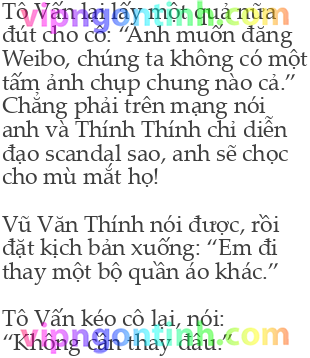 Tô Vấn lại lấy một quả nữa
đút cho cô: “Anh muốn đăng
Weibo, chúng ta không có một
tấm ảnh chụp chung nào cả.”
Chẳng phải trên mạng nói
anh và Thính Thính chỉ diễn
đạo scandal sao, anh sẽ chọc
cho mù mắt họ!
Vũ Văn Thính nói được, rồi
đặt kịch bản xuống: “Em đi
thay một bộ quần áo khác.”
Tô Vấn kéo cô lại, nói:
“Không cần thay đâu.”
vipngontinh.com
vipngontinh.com
vipngontinh.com